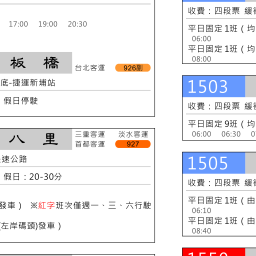 17:00 19:00 20:30
板橋
台北客運 926副
底-捷運新埔站
假日停駛
八里
三重客運
首都客運
淡水客運
927
速公路
假日：20-30分
發車） ※紅字班次僅週一、三、六行駛
(左岸碼頭)發車）
收費：四段票 緩
平日固定1班（均
06:00
平日固定1班（均
08:00
1503
收費：四段票 緩
平日固定9班（均
06:00 06:30
1505
收費：四段票 緩
平日固定1班（由
06:10
平日固定1班（由
08:40